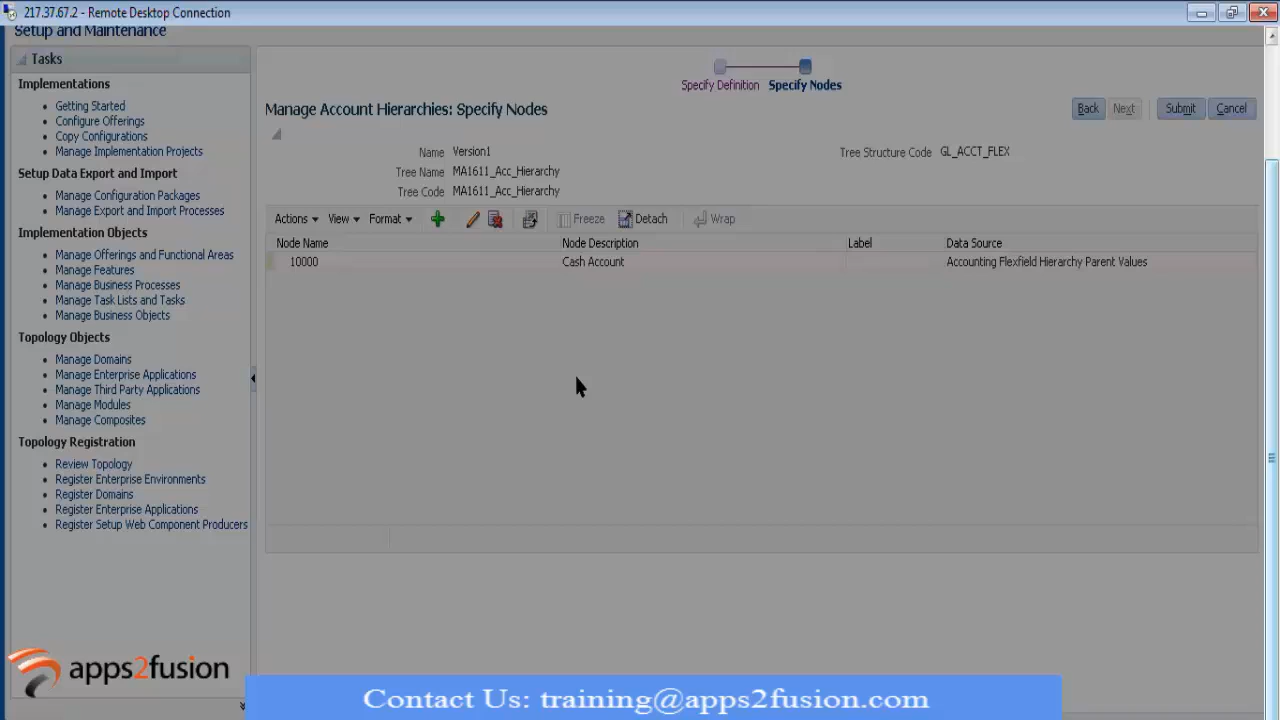 217.37.67.2 - Remote Desktop Connection
Setup and Maintenance
Tasks
Implementations
Getting Started
Configure Offerings
Copy Configurations
Manage Implementation Projects
Setup Data Export and Import
Manage Configuration Packages
Manage Export and Import Processes
Implementation Objects
Manage Offerings and Functional Areas
Manage Features
Manage Business Processes
Manage Task Lists and Tasks
Manage Business Objects
Topology Objects
Manage Domains
Manage Enterprise Applications
Manage Third Party Applications
Manage Modules
Manage Composites
Topology Registration
Review Topology
Register Enterprise Environments
Register Domains
Register Enterprise Applications
Register Setup Web Component Producers
Specify Definition Specify Nodes
Manage Account Hierarchies: Specify Nodes Back Next Submit Cancel
Name Version1 Tree Structure Code GL_ACCT_FLEX
Tree Name MA1611_Acc_Hierarchy
Tree Code MA1611_Acc_Hierarchy
Actions View Format Freeze Detach Wrap
Node Name Node Description Label Data Source
10000 Cash Account Accounting Flexfield Hierarchy Parent Values
apps2fusion
Contact Us: training@apps2fusion.com